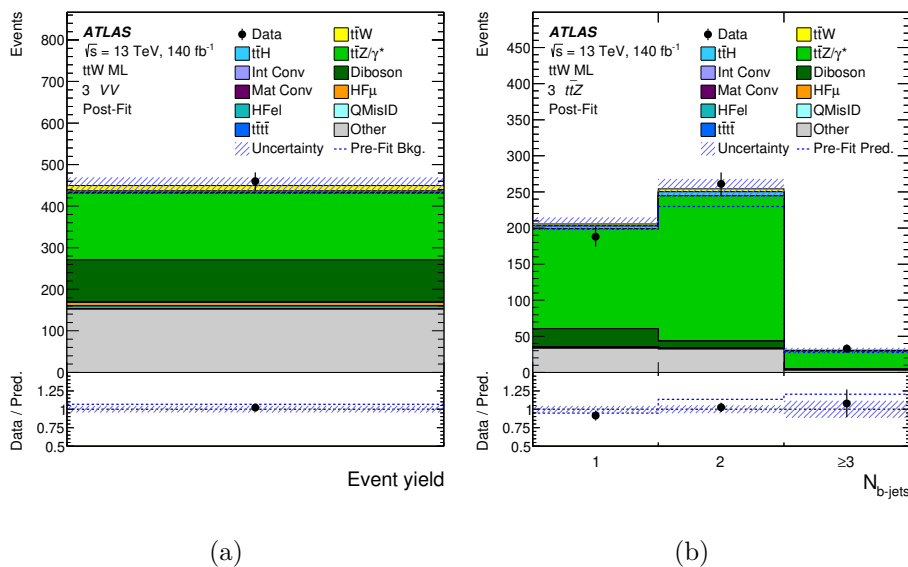 Events
800
700
600
500
400
300
200
100
0
ATLAS
√s = 13 TeV, 140 fb⁻¹
ttW ML
3 VV
Post-Fit
Data
tt̄W
tt̄H
tt̄Z/γ*
Int Conv
Diboson
Mat Conv
HFμ
HFel
QMisID
tt̄tt̄
Other
Uncertainty
Pre-Fit Bkg.
Data / Pred.
1.25
1
0.75
0.5
Event yield
(a)
Events
450
400
350
300
250
200
150
100
50
0
ATLAS
√s = 13 TeV, 140 fb⁻¹
ttW ML
3 tt̄Z
Post-Fit
Data
tt̄W
tt̄H
tt̄Z/γ*
Int Conv
Diboson
Mat Conv
HFμ
HFel
QMisID
tt̄tt̄
Other
Uncertainty
Pre-Fit Pred.
Data / Pred.
1.25
1
0.75
0.5
1 2 ≥3
N_b-jets
(b)